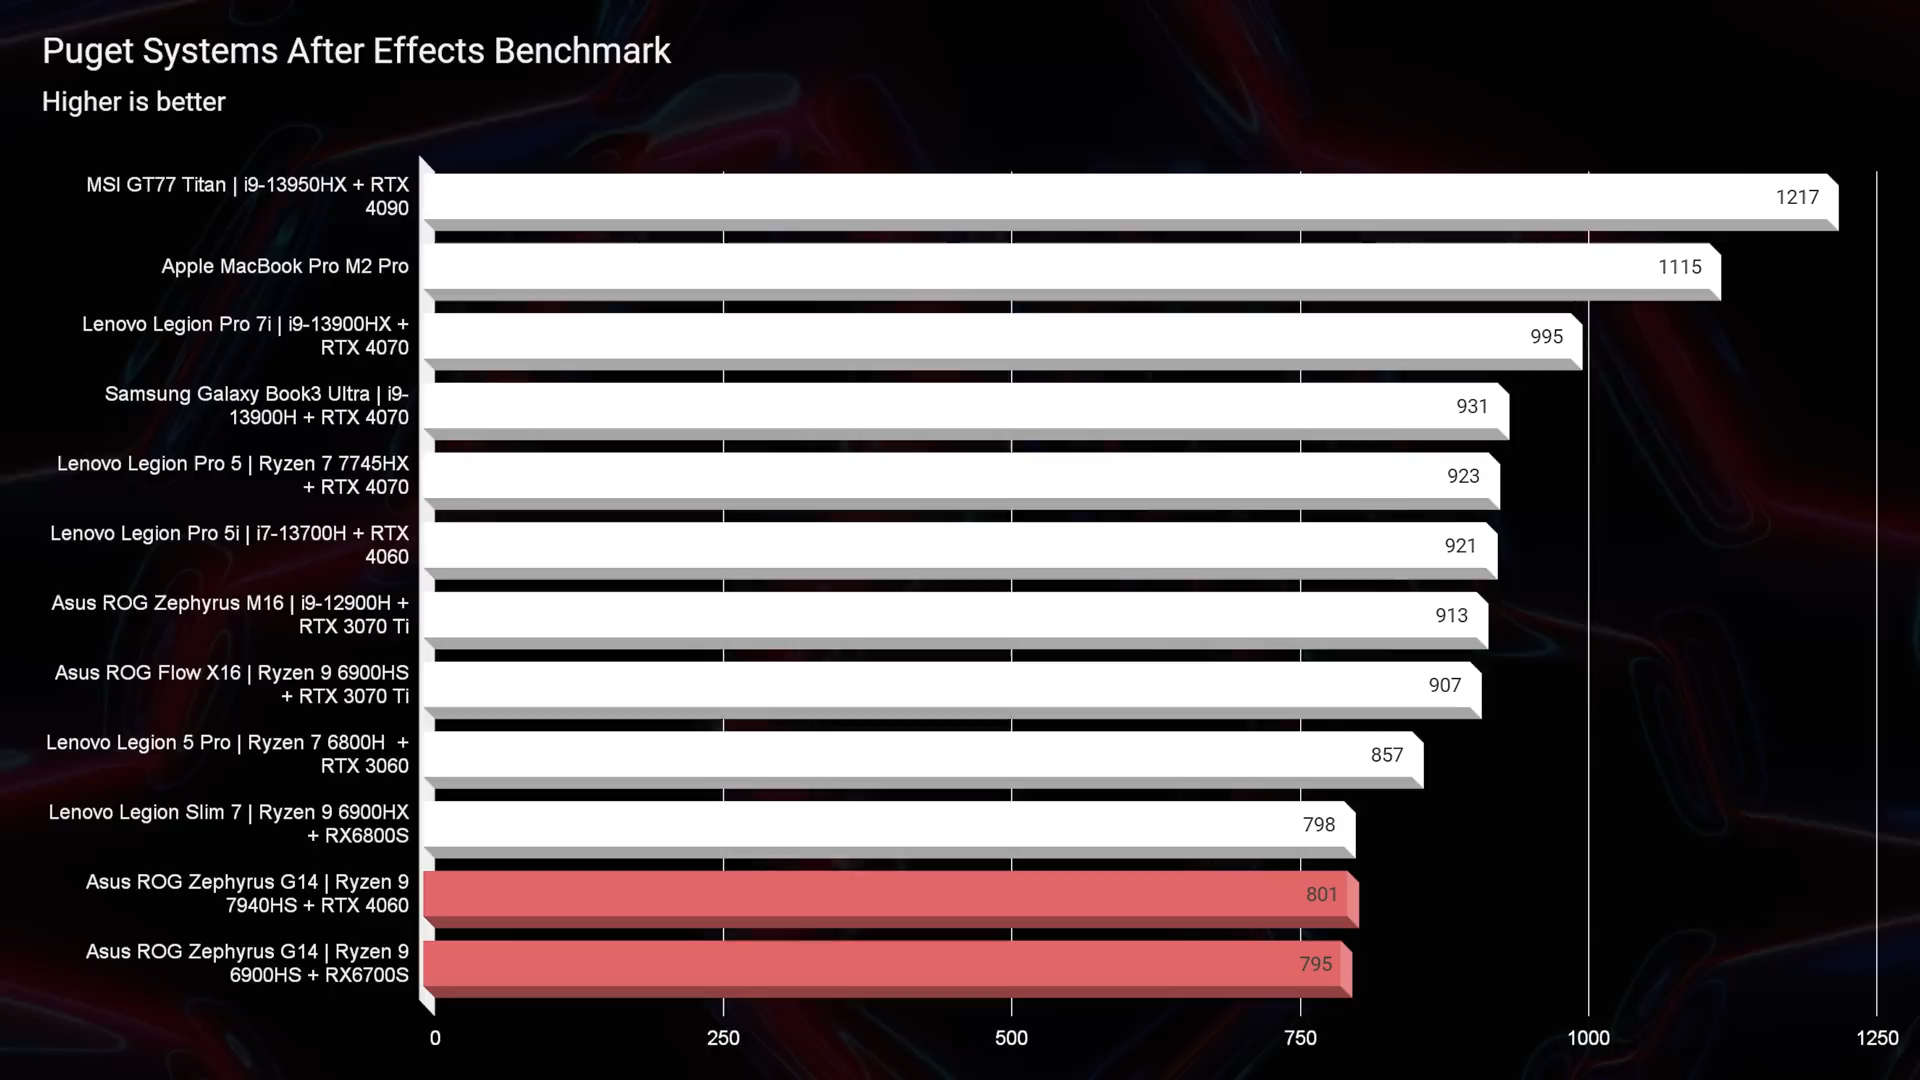 Puget Systems After Effects Benchmark
Higher is better
MSI GT77 Titan | i9-13950HX + RTX
4090
1217
Apple MacBook Pro M2 Pro
1115
Lenovo Legion Pro 7i | i9-13900HX +
RTX 4070
995
Samsung Galaxy Book3 Ultra | i9-
13900H + RTX 4070
931
Lenovo Legion Pro 5 | Ryzen 7 7745HX
+ RTX 4070
923
Lenovo Legion Pro 5i | i7-13700H + RTX
4060
921
Asus ROG Zephyrus M16 | i9-12900H +
RTX 3070 Ti
913
Asus ROG Flow X16 | Ryzen 9 6900HS
+ RTX 3070 Ti
907
Lenovo Legion 5 Pro | Ryzen 7 6800H +
RTX 3060
857
Lenovo Legion Slim 7 | Ryzen 9 6900HX
+ RX6800S
798
Asus ROG Zephyrus G14 | Ryzen 9
7940HS + RTX 4060
801
Asus ROG Zephyrus G14 | Ryzen 9
6900HS + RX6700S
795
0 250 500 750 1000 1250